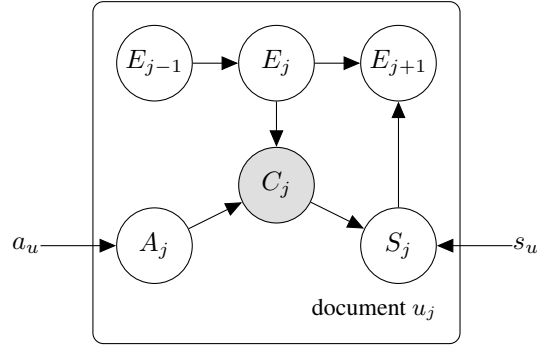 E_{j−1} E_j E_{j+1}
C_j
a_u A_j S_j s_u
document u_j